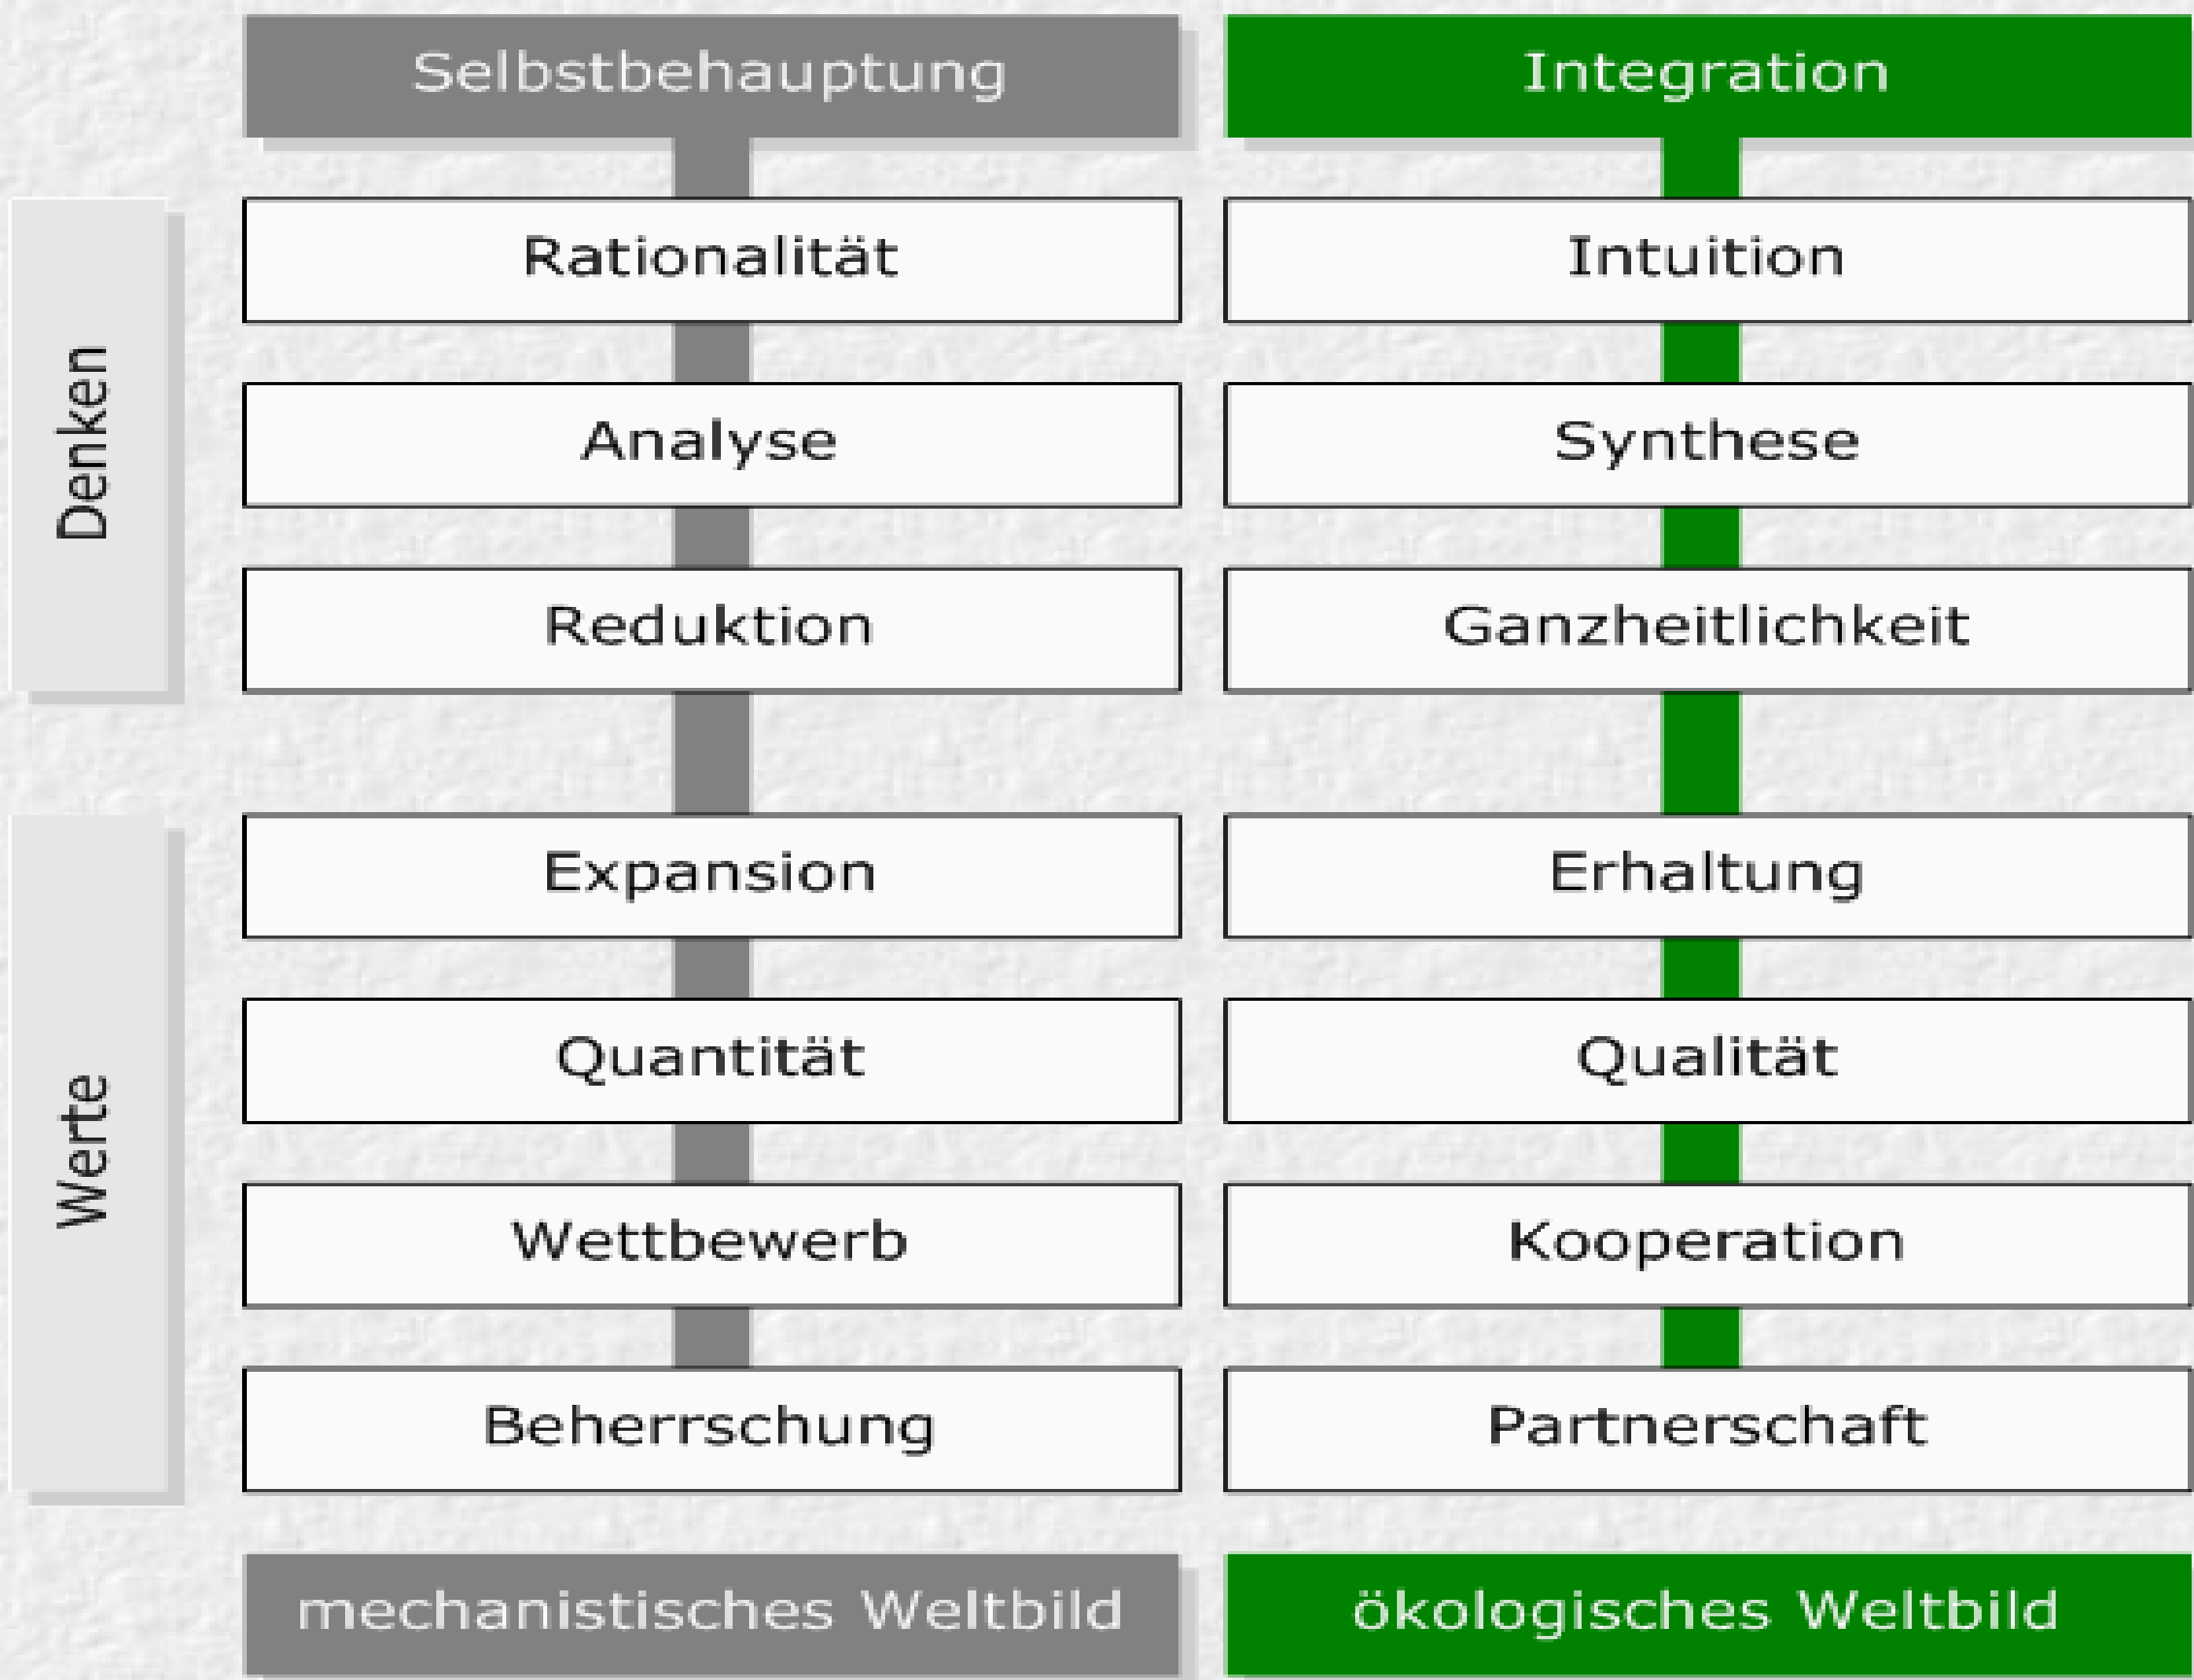 Selbstbehauptung
Integration
Denken
Rationalität
Intuition
Analyse
Synthese
Reduktion
Ganzheitlichkeit
Werte
Expansion
Erhaltung
Quantität
Qualität
Wettbewerb
Kooperation
Beherrschung
Partnerschaft
mechanistisches Weltbild
ökologisches Weltbild